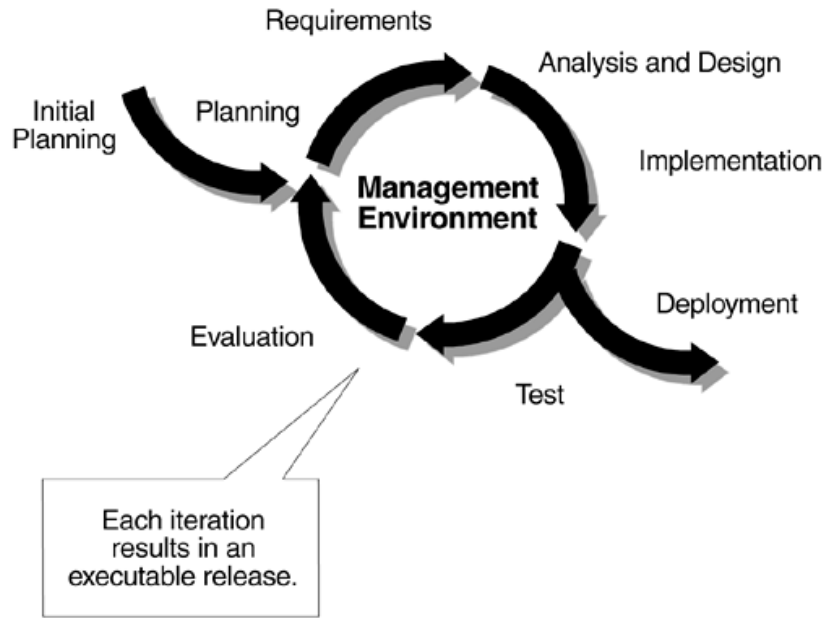 Requirements
Analysis and Design
Initial
Planning
Planning
Implementation
Management
Environment
Deployment
Evaluation
Test
Each iteration
results in an
executable release.